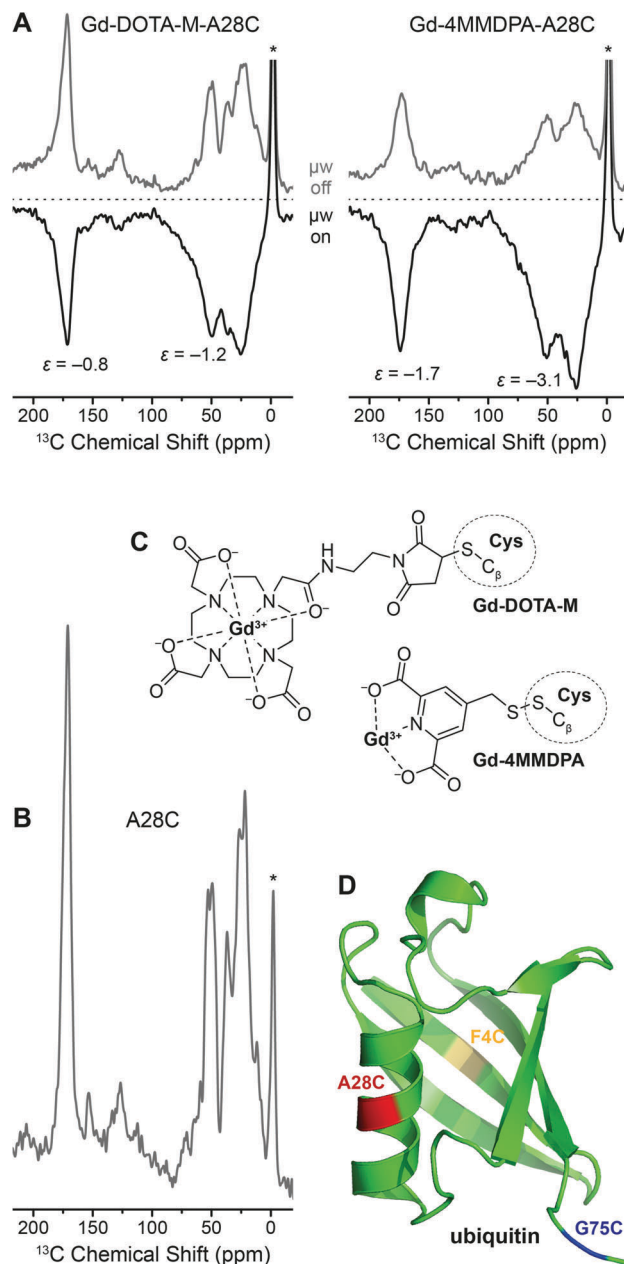 A
Gd-DOTA-M-A28C
Gd-4MMDPA-A28C
*
*
μw
off
μw
on
ε = –0.8
ε = –1.2
ε = –1.7
ε = –3.1
200 150 100 50 0
200 150 100 50 0
¹³C Chemical Shift (ppm)
¹³C Chemical Shift (ppm)
C
O
O⁻
H
N
O
N
O
S
Cys
C
β
Gd-DOTA-M
N
N
O⁻
⁻O
Gd³⁺
O
N
N
O⁻
O
O
O⁻
N
Gd³⁺
⁻O
O
S
S
Cys
C
β
Gd-4MMDPA
B
A28C
*
200 150 100 50 0
¹³C Chemical Shift (ppm)
D
F4C
A28C
ubiquitin
G75C